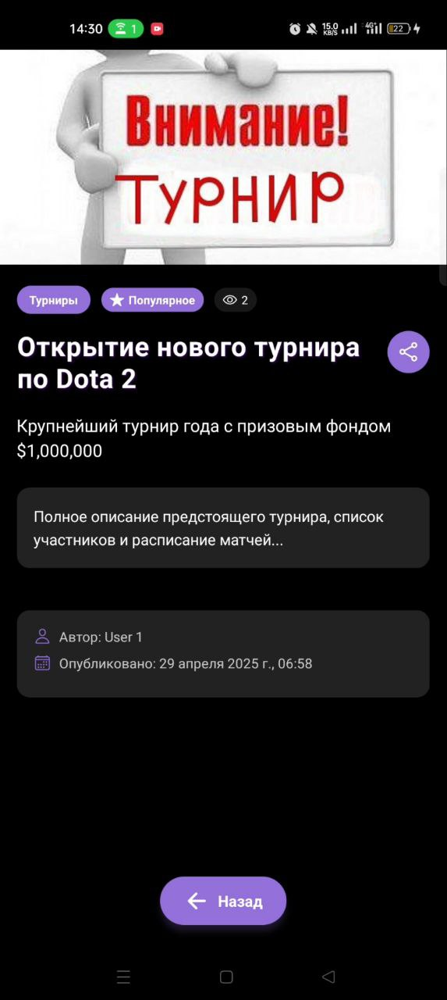 14:30 1 15.0 KB/S 4G+ 22
Внимание!
Турнир
Турниры Популярное 2
Открытие нового турнира
по Dota 2
Крупнейший турнир года с призовым фондом
$1,000,000
Полное описание предстоящего турнира, список
участников и расписание матчей...
Автор: User 1
Опубликовано: 29 апреля 2025 г., 06:58
Назад